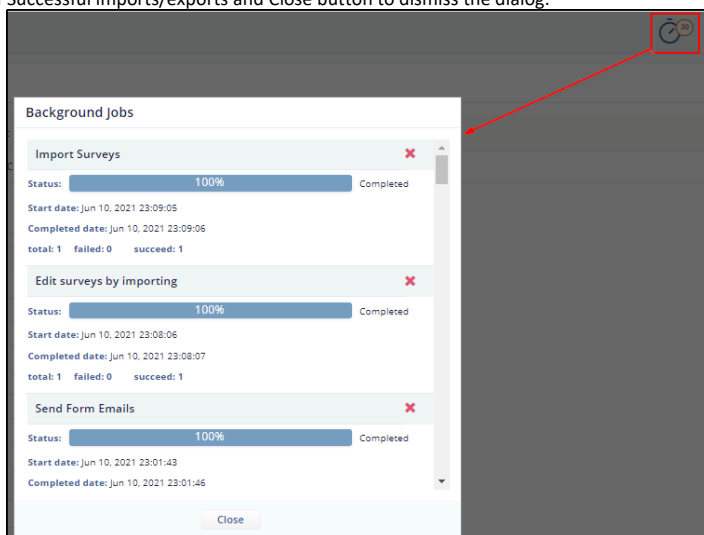 Successful imports/exports and Close button to dismiss the dialog.
30
Background Jobs
Import Surveys
Status: 100% Completed
Start date: Jun 10, 2021 23:09:05
Completed date: Jun 10, 2021 23:09:06
total: 1 failed: 0 succeed: 1
Edit surveys by importing
Status: 100% Completed
Start date: Jun 10, 2021 23:08:06
Completed date: Jun 10, 2021 23:08:07
total: 1 failed: 0 succeed: 1
Send Form Emails
Status: 100% Completed
Start date: Jun 10, 2021 23:01:43
Completed date: Jun 10, 2021 23:01:46
Close